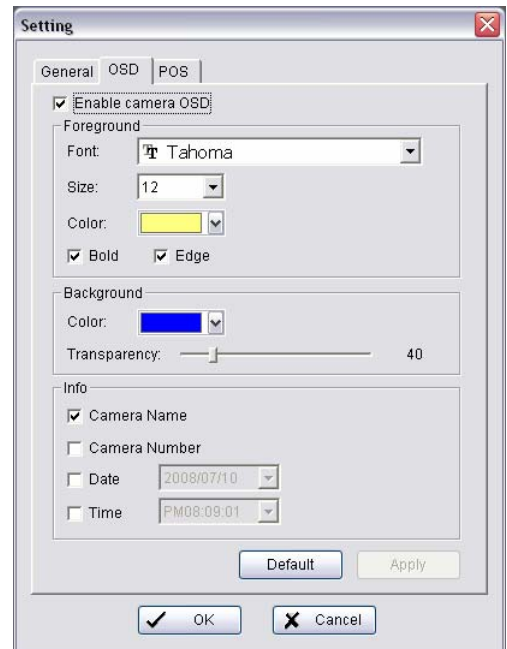 Setting
General OSD POS
Enable camera OSD
Foreground
Font: Tahoma
Size: 12
Color:
Bold Edge
Background
Color:
Transparency: 40
Info
Camera Name
Camera Number
Date 2008/07/10
Time PM08:09:01
Default Apply
OK Cancel